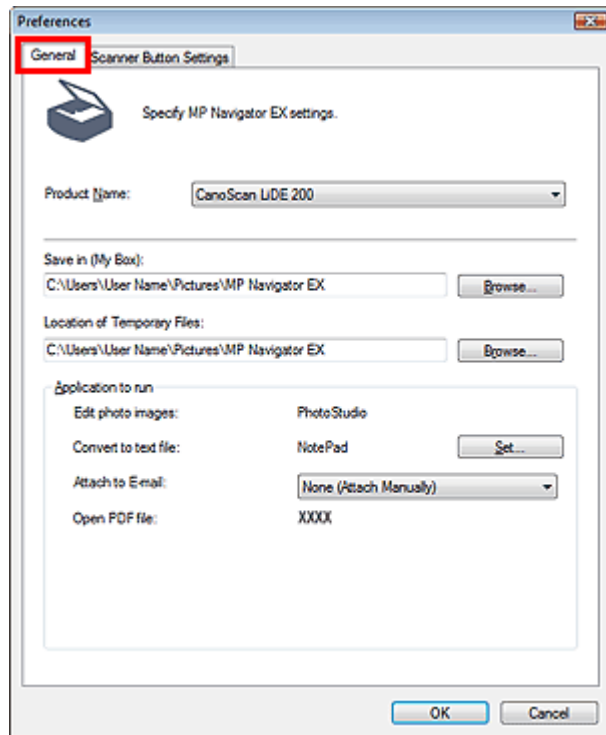 Preferences
General Scanner Button Settings
Specify MP Navigator EX settings.
Product Name: CanoScan LiDE 200
Save in (My Box):
C:\Users\User Name\Pictures\MP Navigator EX Browse...
Location of Temporary Files:
C:\Users\User Name\Pictures\MP Navigator EX Browse...
Application to run
Edit photo images: PhotoStudio
Convert to text file: NotePad Set...
Attach to E-mail: None (Attach Manually)
Open PDF file: XXXX
OK Cancel